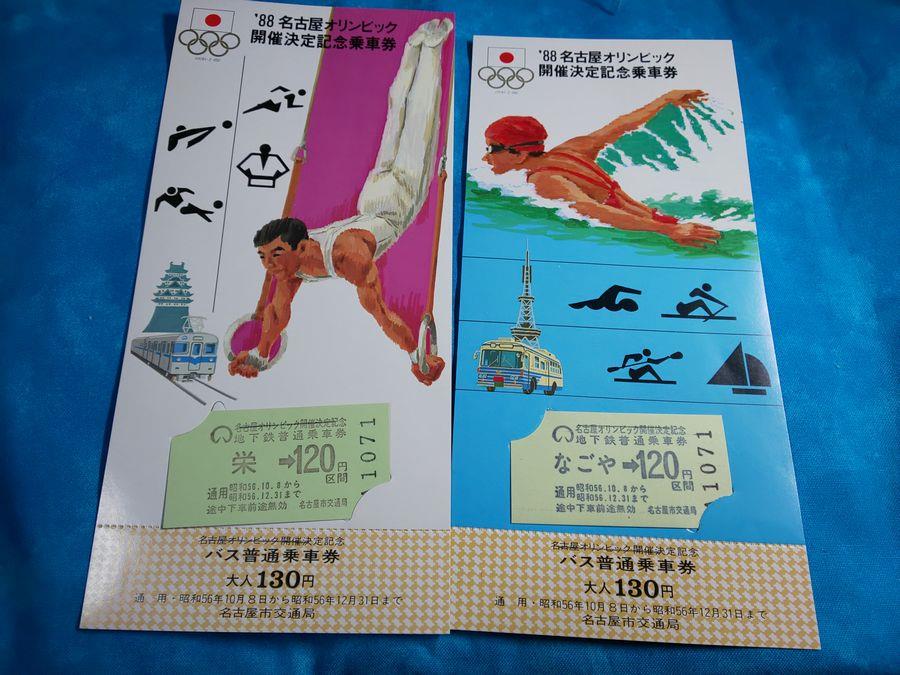 '88 名古屋オリンピック
開催決定記念乗車券
名古屋オリンピック開催決定記念
地下鉄普通乗車券
栄→120円
区間
通用 昭和56.10.8から
昭和56.12.31まで
途中下車前途無効 名古屋市交通局
1071
名古屋オリンピック開催決定記念
バス普通乗車券
大人130円
通用・昭和56年10月8日から昭和56年12月31日まで
名古屋市交通局
'88 名古屋オリンピック
開催決定記念乗車券
名古屋オリンピック開催決定記念
地下鉄普通乗車券
なごや→120円
区間
通用 昭和56.10.8から
昭和56.12.31まで
途中下車前途無効 名古屋市交通局
1071
名古屋オリンピック開催決定記念
バス普通乗車券
大人130円
通用・昭和56年10月8日から昭和56年12月31日まで
名古屋市交通局